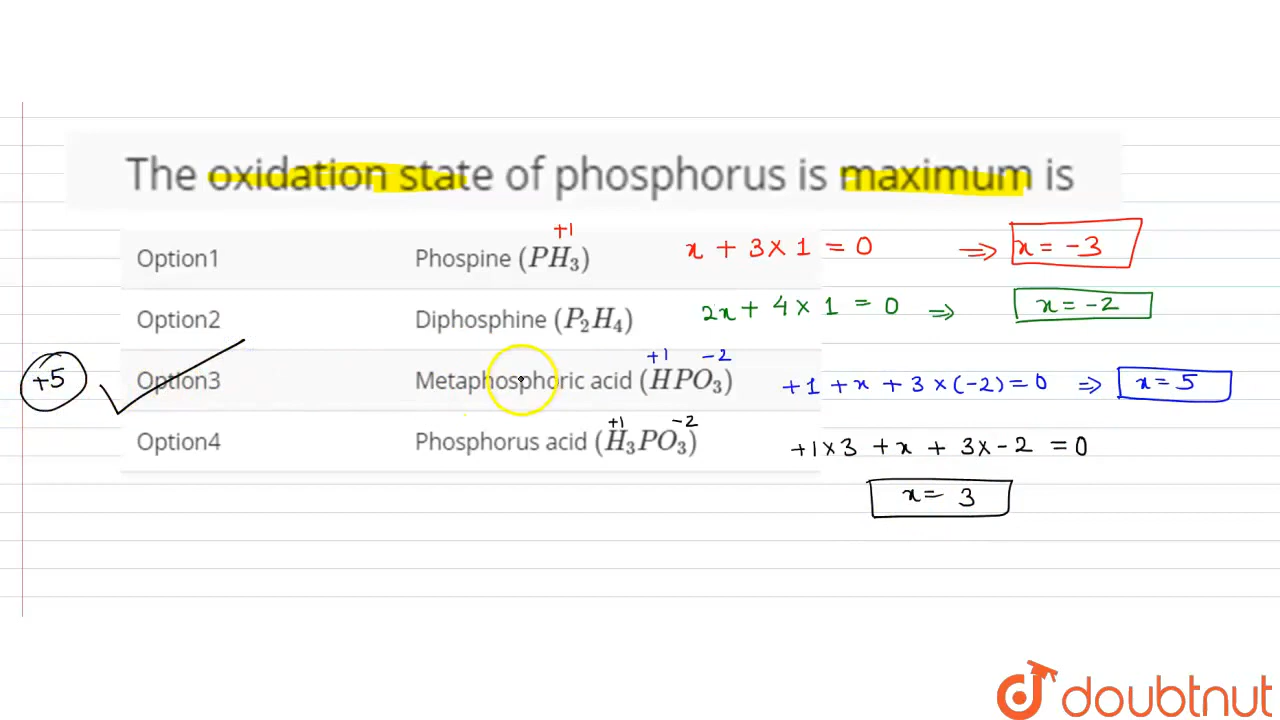 The oxidation state of phosphorus is maximum is
Option1 Phospine (PH₃) +1 x + 3×1 = 0 ⇒ x = -3
Option2 Diphosphine (P₂H₄) 2x + 4×1 = 0 ⇒ x = -2
+5 Option3 Metaphosphoric acid (HPO₃) +1 -2 +1 + x + 3×(-2) = 0 ⇒ x = 5
Option4 Phosphorus acid (H₃PO₃) +1 -2 +1×3 + x + 3×-2 = 0
x = 3
doubtnut